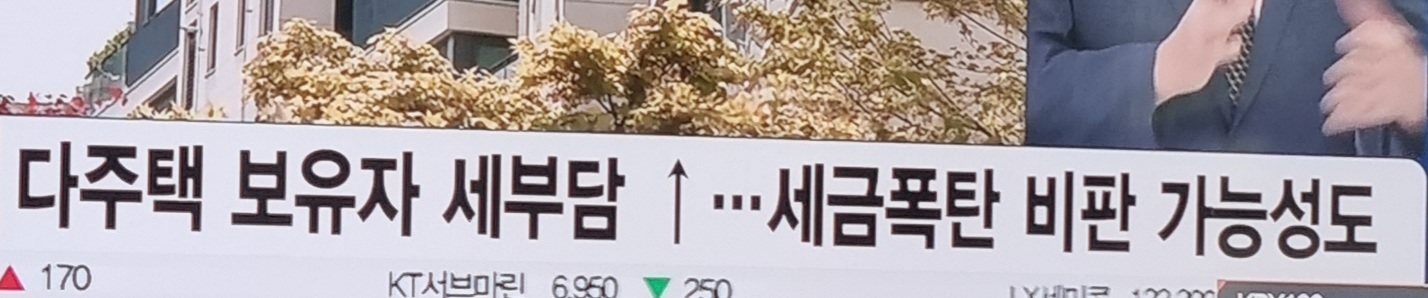 다주택 보유자 세부담 ↑…세금폭탄 비판 가능성도
▲ 170 KT서브마린 6,950 ▼ 250